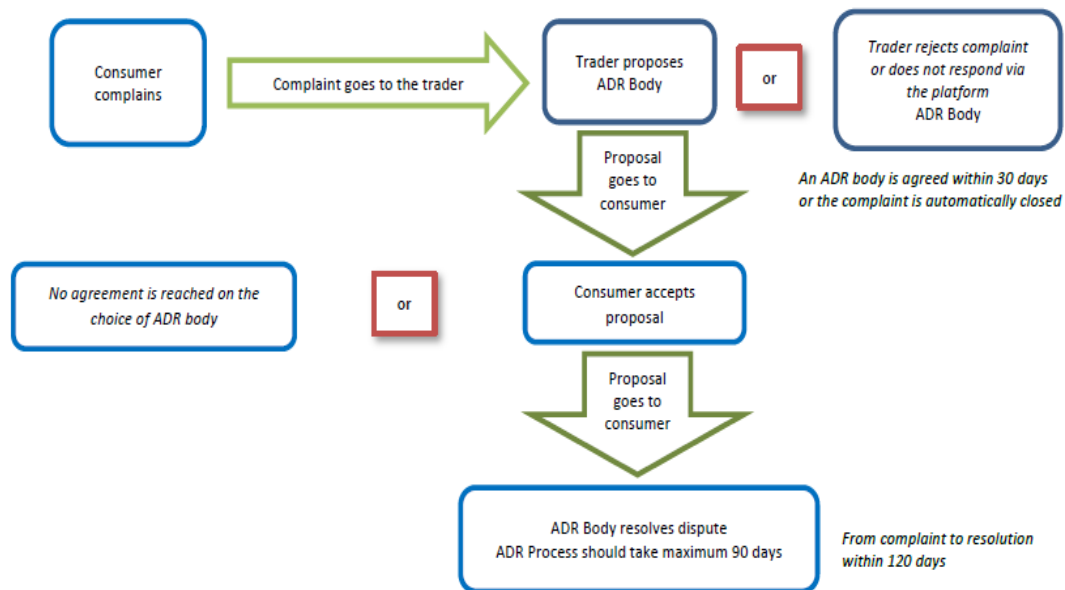 Consumer
complains
Complaint goes to the trader
Trader proposes
ADR Body
or
Trader rejects complaint
or does not respond via
the platform
ADR Body
Proposal
goes to
consumer
An ADR body is agreed within 30 days
or the complaint is automatically closed
No agreement is reached on the
choice of ADR body
or
Consumer accepts
proposal
Proposal
goes to
consumer
ADR Body resolves dispute
ADR Process should take maximum 90 days
From complaint to resolution
within 120 days